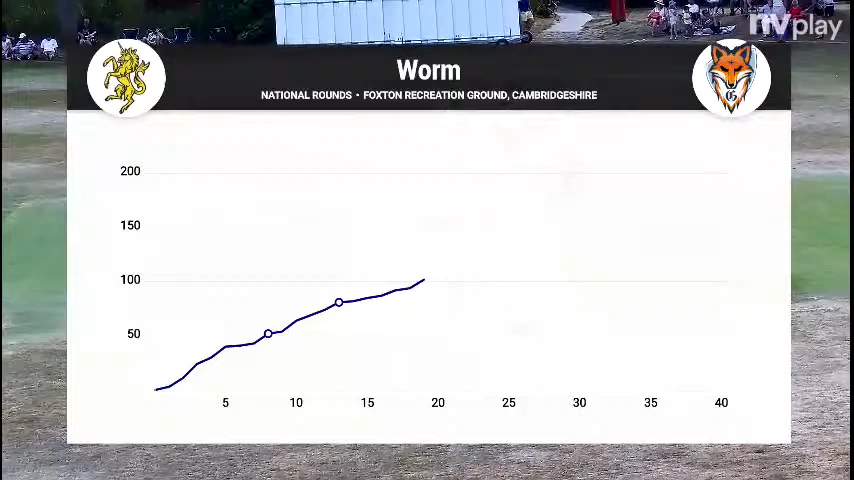 nvplay
Worm
NATIONAL ROUNDS • FOXTON RECREATION GROUND, CAMBRIDGESHIRE
G
200
150
100
50
5 10 15 20 25 30 35 40